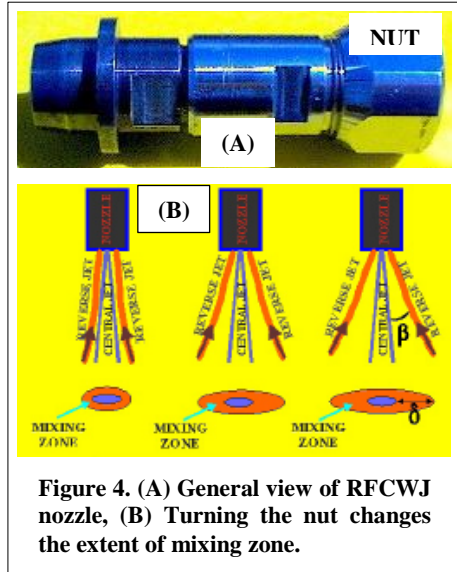 NUT
(A)
(B)
NOZZLE
NOZZLE
NOZZLE
REVERSE JET
CENTRAL JET
REVERSE JET
REVERSE JET
CENTRAL JET
REVERSE JET
REVERSE JET
CENTRAL JET
REVERSE JET
β
δ
MIXING
ZONE
MIXING
ZONE
MIXING
ZONE
Figure 4. (A) General view of RFCWJ
nozzle, (B) Turning the nut changes
the extent of mixing zone.